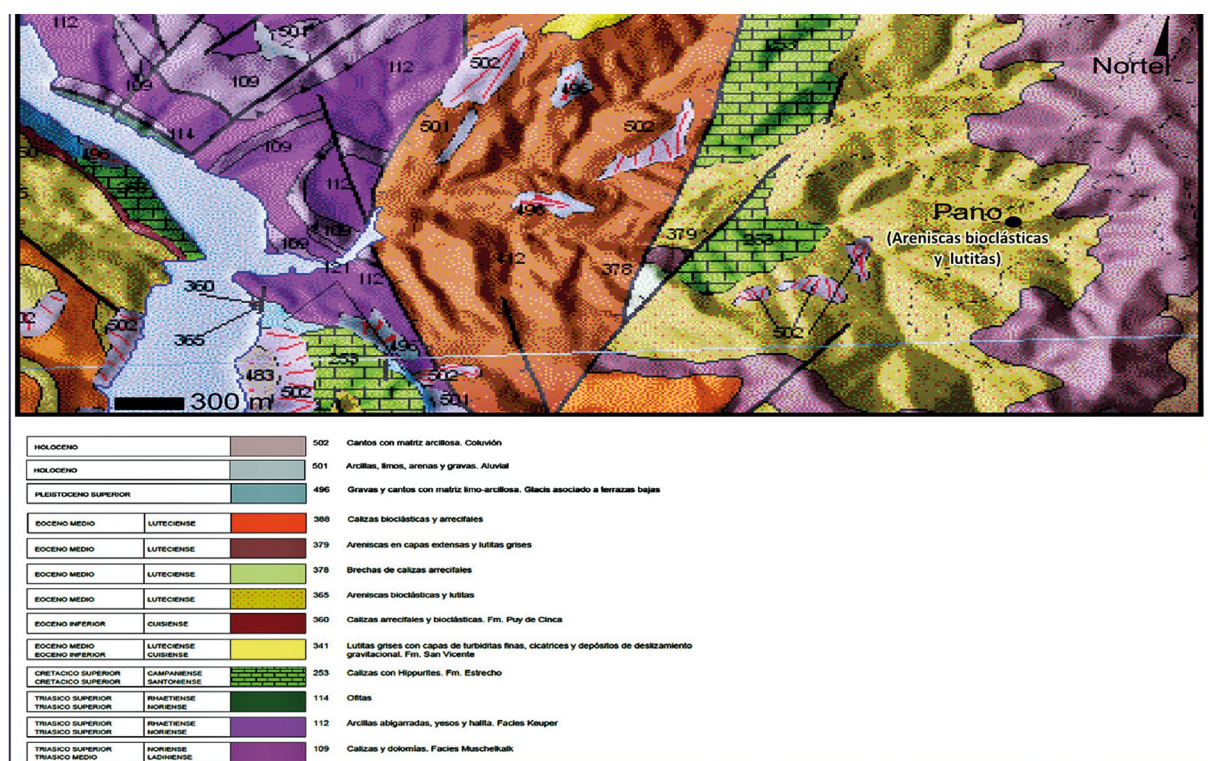 112
501
109
109
112
502
496
253
Norte
501
502
114
109
112
496
109
496
379
253
Pano
(Areniscas bioclásticas
y lutitas)
109
121
112
378
360
365
502
502
496
502
253
483
502
502
501
300 m
HOLOCENO 502 Cantos con matriz arcillosa. Coluvión
HOLOCENO 501 Arcillas, limos, arenas y gravas. Aluvial
PLEISTOCENO SUPERIOR 496 Gravas y cantos con matriz limo-arcillosa. Glacis asociado a terrazas bajas
EOCENO MEDIO LUTECIENSE 388 Calizas bioclásticas y arrecifales
EOCENO MEDIO LUTECIENSE 379 Areniscas en capas extensas y lutitas grises
EOCENO MEDIO LUTECIENSE 378 Brechas de calizas arrecifales
EOCENO MEDIO LUTECIENSE 365 Areniscas bioclásticas y lutitas
EOCENO INFERIOR CUISIENSE 360 Calizas arrecifales y bioclásticas. Fm. Puy de Cinca
EOCENO MEDIO LUTECIENSE 341 Lutitas grises con capas de turbiditas finas, cicatrices y depósitos de deslizamiento
EOCENO INFERIOR CUISIENSE gravitacional. Fm. San Vicente
CRETACICO SUPERIOR CAMPANIENSE 253 Calizas con Hippurites. Fm. Estrecho
CRETACICO SUPERIOR SANTONIENSE
TRIASICO SUPERIOR RHAETIENSE 114 Ofitas
TRIASICO SUPERIOR NORIENSE
TRIASICO SUPERIOR RHAETIENSE 112 Arcillas abigarradas, yesos y halita. Facies Keuper
TRIASICO SUPERIOR NORIENSE
TRIASICO SUPERIOR NORIENSE 109 Calizas y dolomías. Facies Muschelkalk
TRIASICO MEDIO LADINIENSE